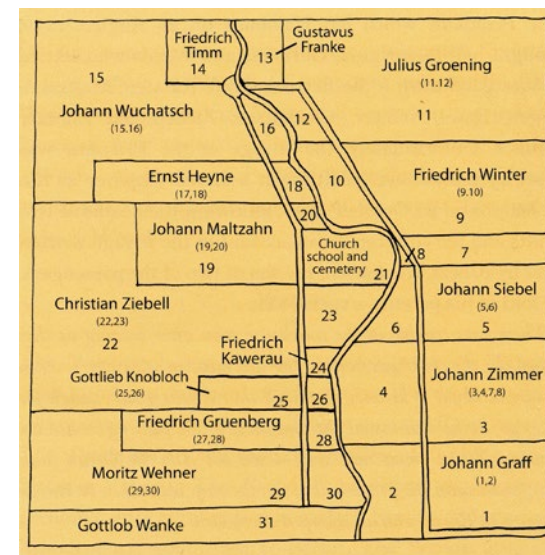 Friedrich
Timm
14
13
Gustavus
Franke
15
Julius Groening
(11.12)
11
Johann Wuchatsch
(15.16)
16
12
Ernst Heyne
(17,18)
18
10
Friedrich Winter
(9.10)
9
20
Johann Maltzahn
(19,20)
19
Church
school and
cemetery
21
8
7
Johann Siebel
(5,6)
5
Christian Ziebell
(22,23)
22
23
6
Friedrich
Kawerau
24
Gottlieb Knobloch
(25,26)
25
26
4
Johann Zimmer
(3,4,7,8)
3
Friedrich Gruenberg
(27,28)
28
Moritz Wehner
(29,30)
29
30
2
Johann Graff
(1,2)
1
Gottlob Wanke
31